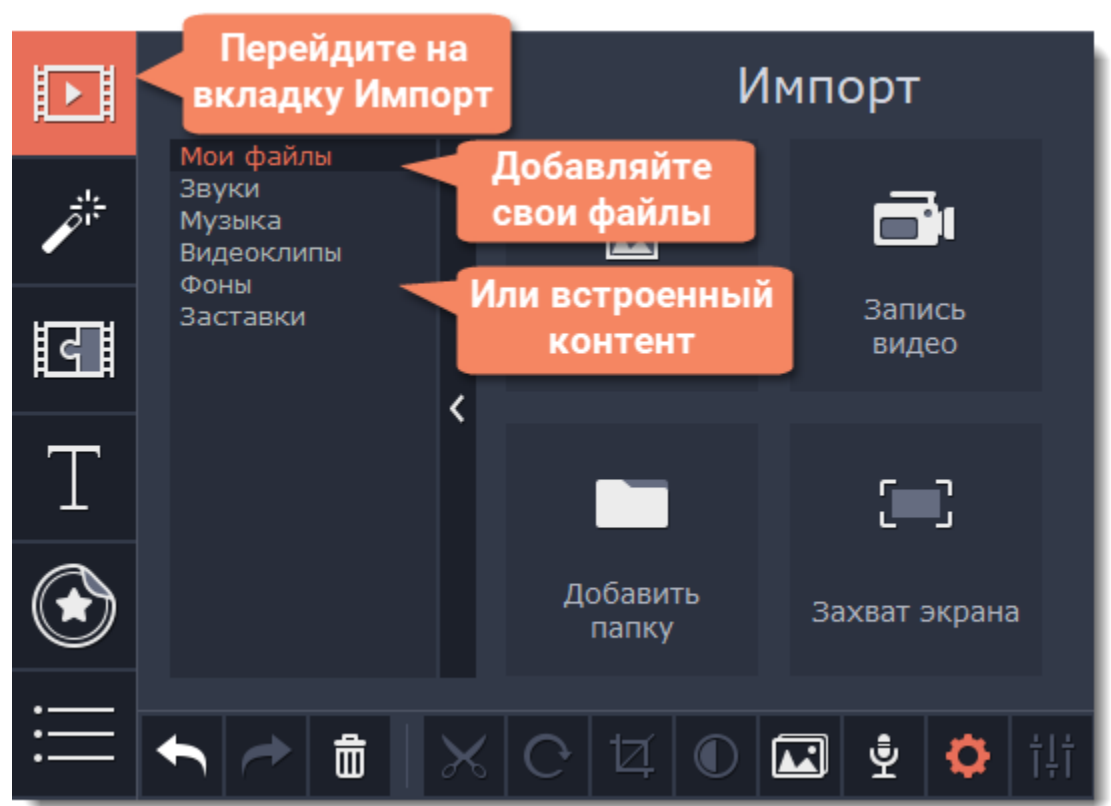 Перейдите на
вкладку Импорт
Импорт
Мои файлы
Звуки
Музыка
Видеоклипы
Фоны
Заставки
Добавляйте
свои файлы
Или встроенный
контент
Запись
видео
Добавить
папку
Захват экрана